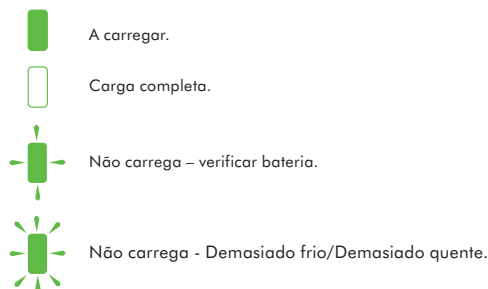 A carregar.
Carga completa.
Não carrega – verificar bateria.
Não carrega - Demasiado frio/Demasiado quente.